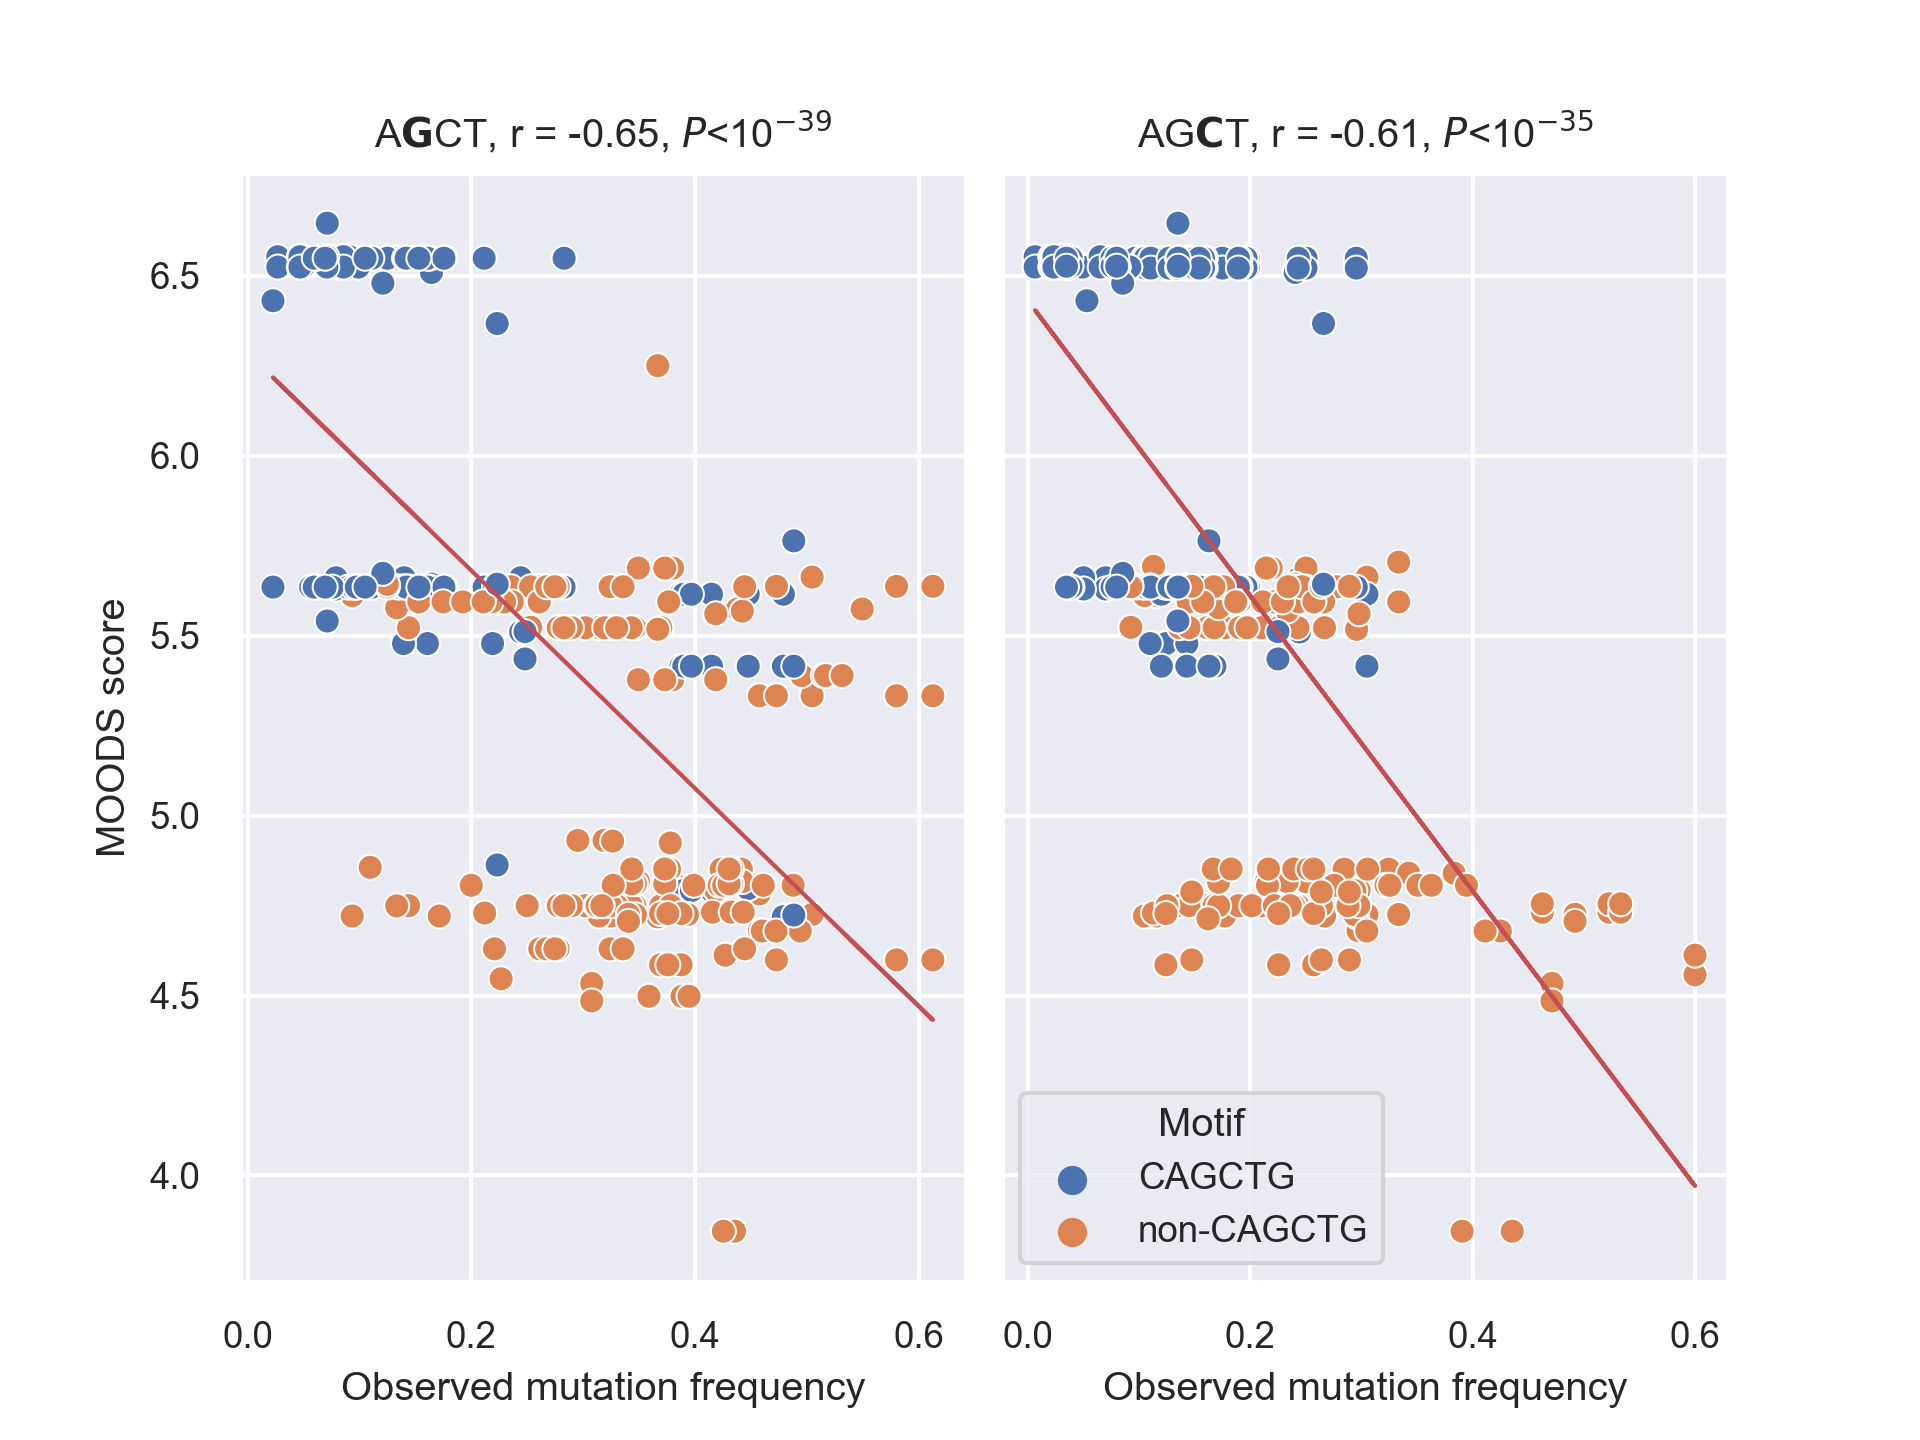 AGCT, r = -0.65, P<10⁻³⁹
AGCT, r = -0.61, P<10⁻³⁵
MOODS score
6.5
6.0
5.5
5.0
4.5
4.0
Motif
CAGCTG
non-CAGCTG
0.0 0.2 0.4 0.6
0.0 0.2 0.4 0.6
Observed mutation frequency
Observed mutation frequency